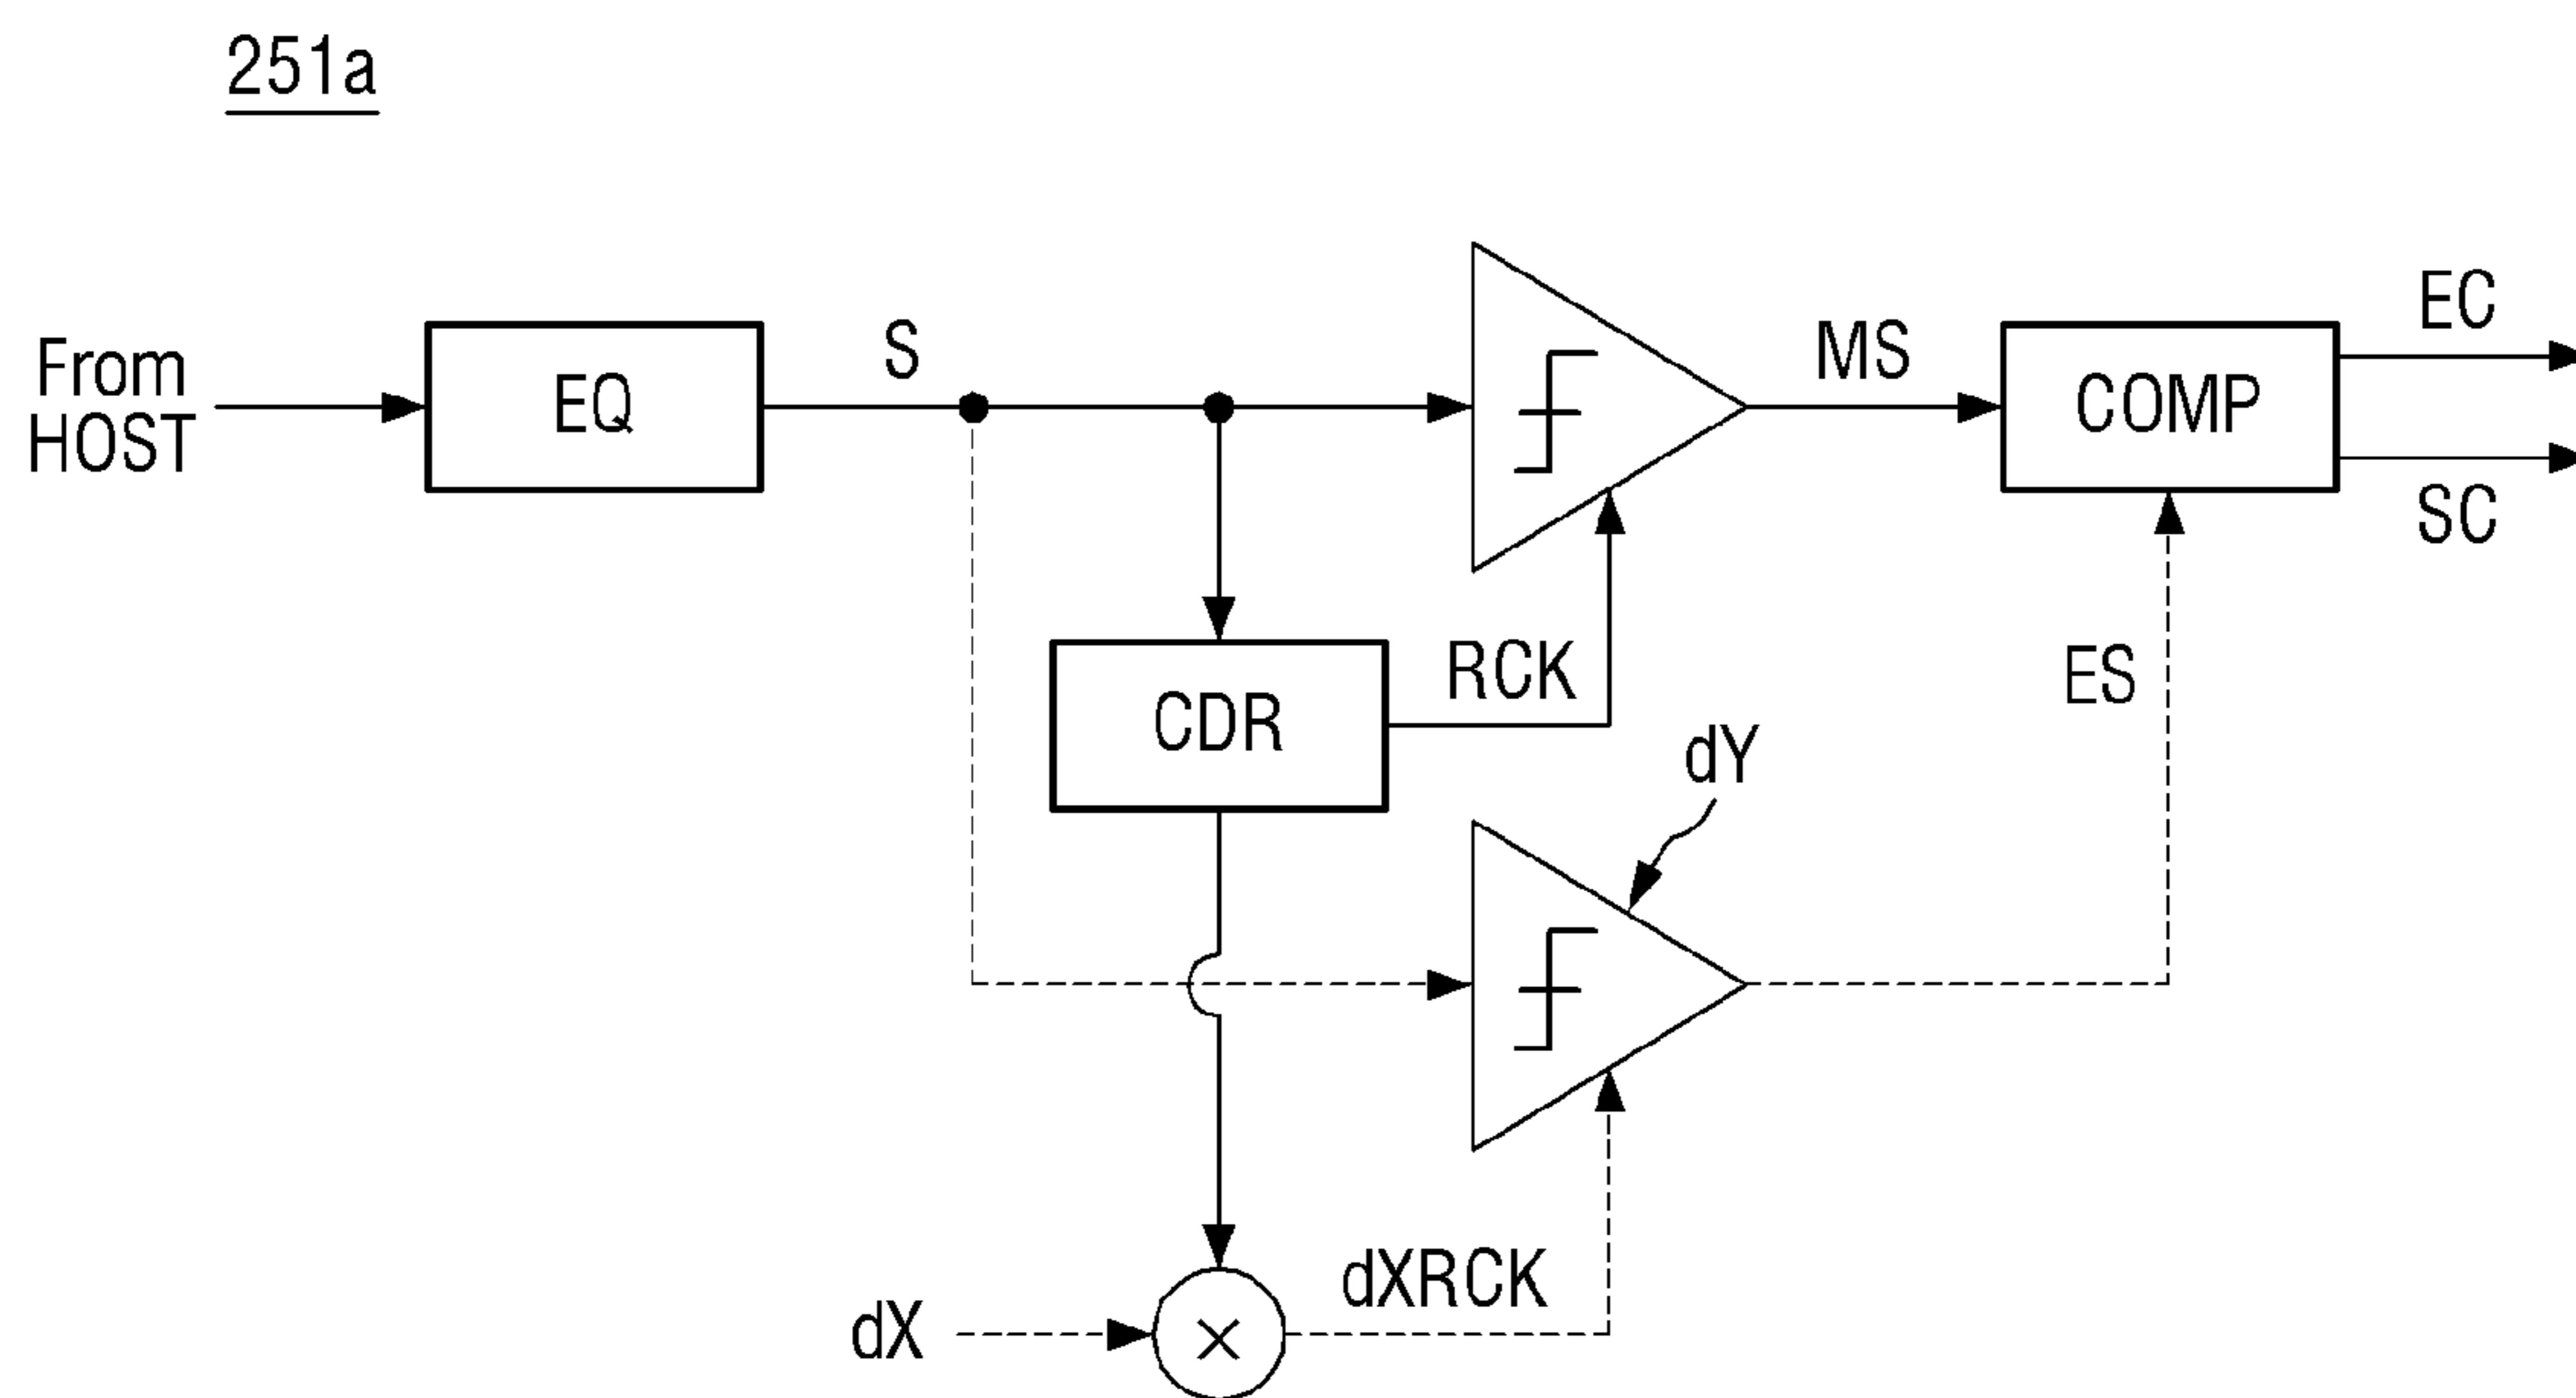 251a
From
HOST
EQ
S
MS
COMP
EC
SC
CDR
RCK
ES
dY
dX
×
dXRCK